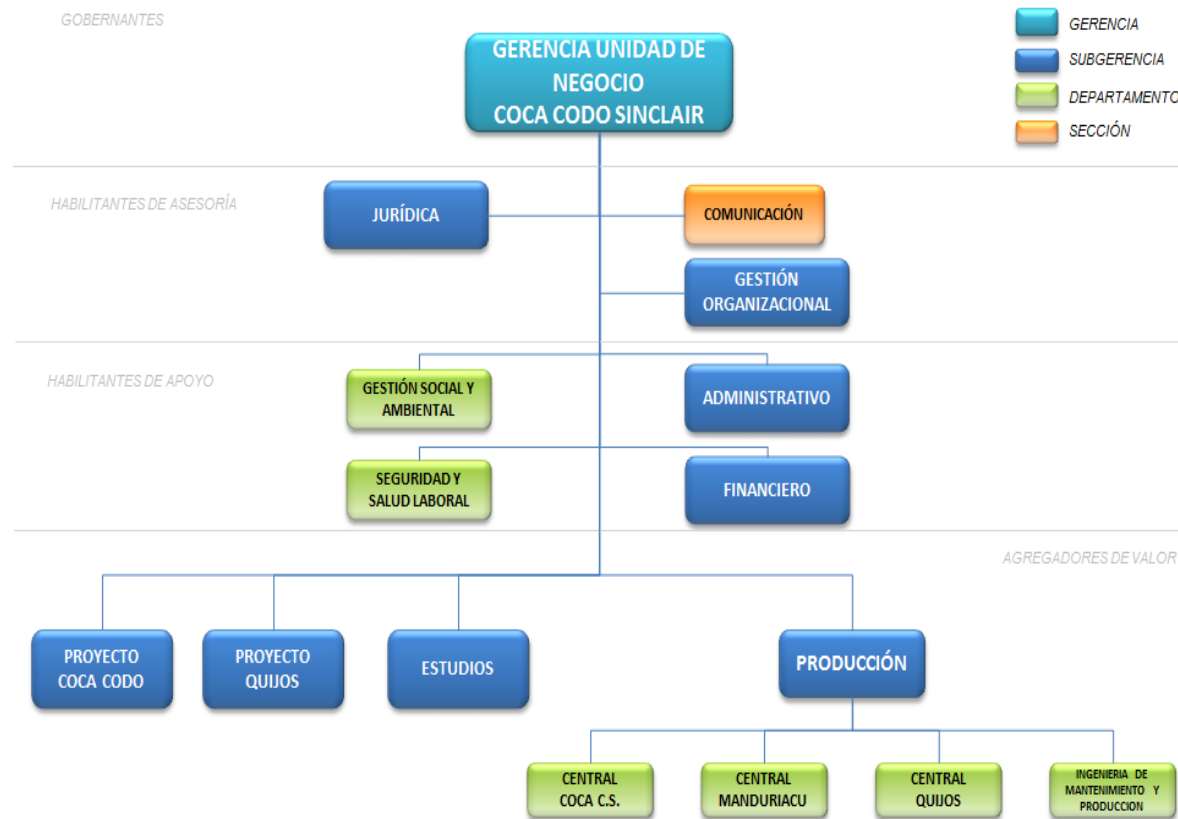 GOBERNANTES
GERENCIA UNIDAD DE
NEGOCIO
COCA CODO SINCLAIR
GERENCIA
SUBGERENCIA
DEPARTAMENTO
SECCIÓN
HABILITANTES DE ASESORÍA
JURÍDICA
COMUNICACIÓN
GESTIÓN
ORGANIZACIONAL
HABILITANTES DE APOYO
GESTIÓN SOCIAL Y
AMBIENTAL
ADMINISTRATIVO
SEGURIDAD Y
SALUD LABORAL
FINANCIERO
AGREGADORES DE VALOR
PROYECTO
COCA CODO
PROYECTO
QUIJOS
ESTUDIOS
PRODUCCIÓN
CENTRAL
COCA C.S.
CENTRAL
MANDURIACU
CENTRAL
QUIJOS
INGENIERIA DE
MANTENIMIENTO Y
PRODUCCION